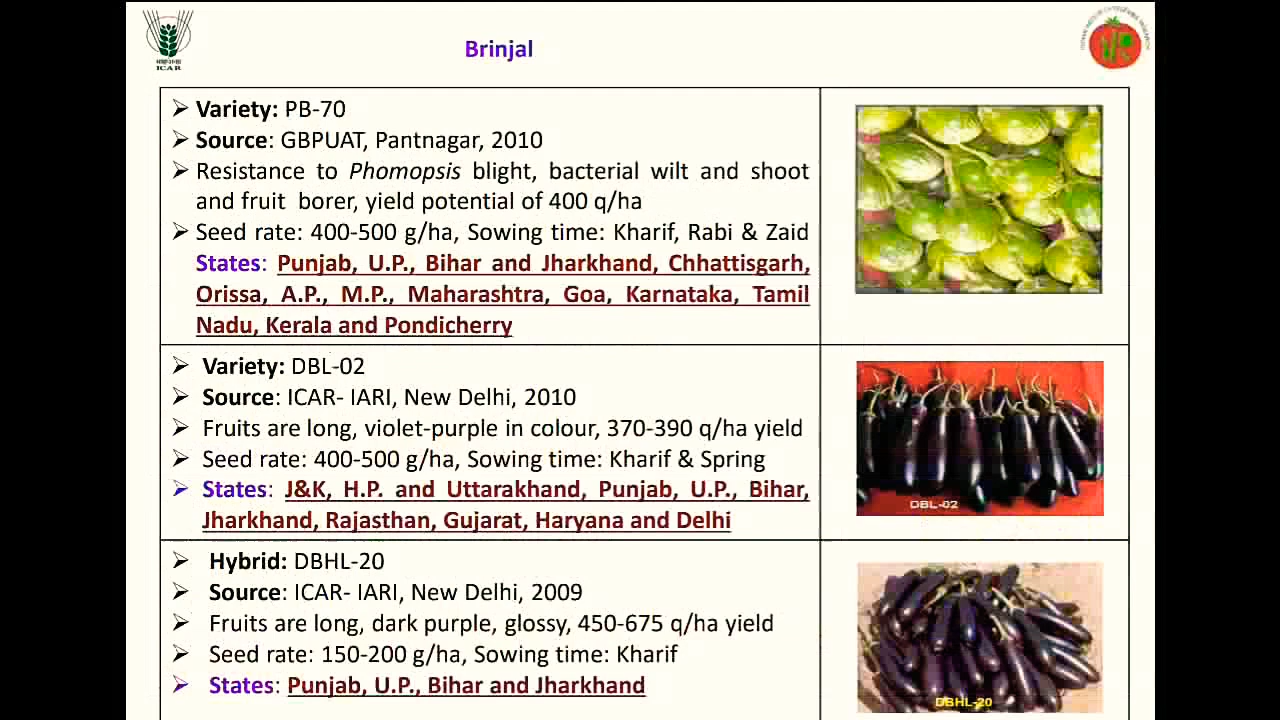 ICAR
Brinjal
➢ Variety: PB-70
➢ Source: GBPUAT, Pantnagar, 2010
➢ Resistance to Phomopsis blight, bacterial wilt and shoot
and fruit borer, yield potential of 400 q/ha
➢ Seed rate: 400-500 g/ha, Sowing time: Kharif, Rabi & Zaid
States: Punjab, U.P., Bihar and Jharkhand, Chhattisgarh,
Orissa, A.P., M.P., Maharashtra, Goa, Karnataka, Tamil
Nadu, Kerala and Pondicherry
➢ Variety: DBL-02
➢ Source: ICAR- IARI, New Delhi, 2010
➢ Fruits are long, violet-purple in colour, 370-390 q/ha yield
➢ Seed rate: 400-500 g/ha, Sowing time: Kharif & Spring
➢ States: J&K, H.P. and Uttarakhand, Punjab, U.P., Bihar,
Jharkhand, Rajasthan, Gujarat, Haryana and Delhi
DBL-02
➢ Hybrid: DBHL-20
➢ Source: ICAR- IARI, New Delhi, 2009
➢ Fruits are long, dark purple, glossy, 450-675 q/ha yield
➢ Seed rate: 150-200 g/ha, Sowing time: Kharif
➢ States: Punjab, U.P., Bihar and Jharkhand
DBHL-20